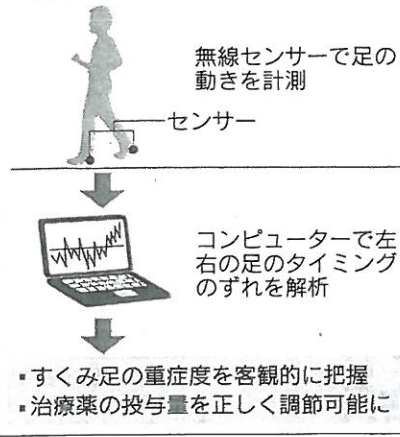 無線センサーで足の
動きを計測
センサー
コンピューターで左
右の足のタイミング
のずれを解析
▪すくみ足の重症度を客観的に把握
▪治療薬の投与量を正しく調節可能に